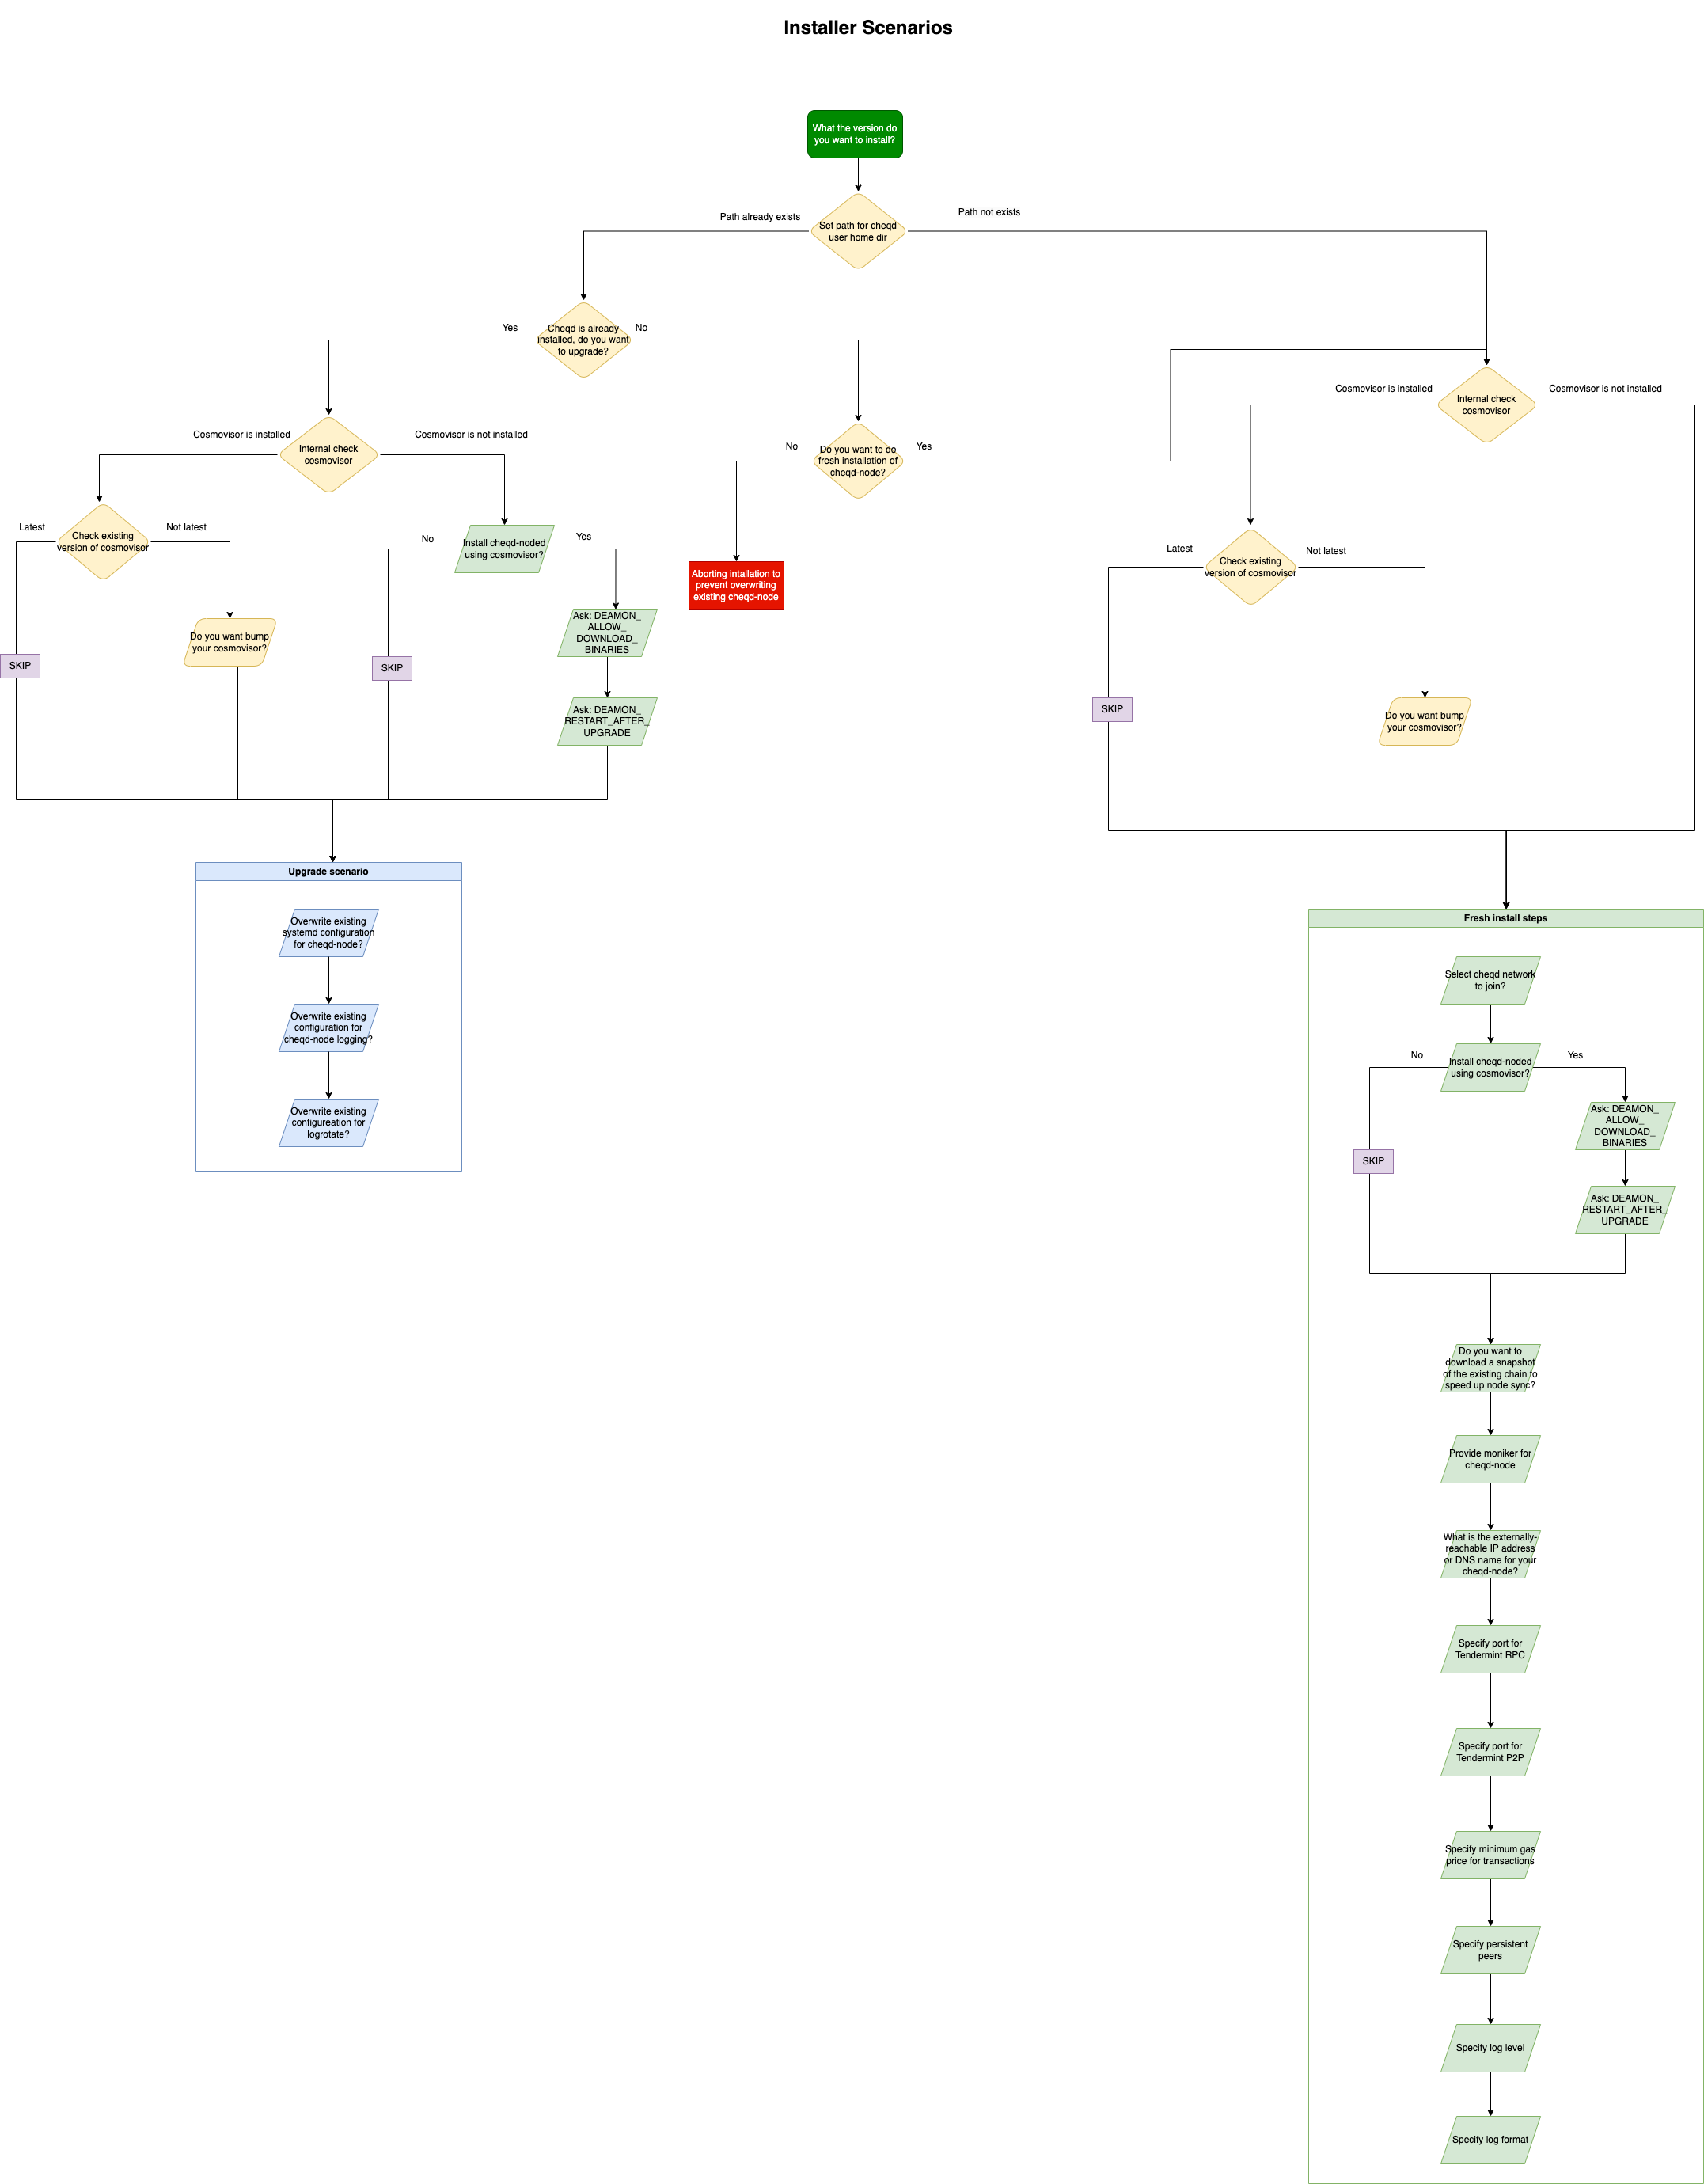 Installer Scenarios
What the version do
you want to install?
Path already exists
Path not exists
Set path for cheqd
user home dir
Yes
Cheqd is already
installed, do you want
to upgrade?
No
Cosmovisor is installed
Internal check
cosmovisor
Cosmovisor is not installed
Cosmovisor is installed
Internal check
cosmovisor
Cosmovisor is not installed
No
Do you want to do
fresh installation of
cheqd-node?
Yes
Latest
Check existing
version of cosmovisor
Not latest
No
Install cheqd-noded
using cosmovisor?
Yes
Aborting intallation to
prevent overwriting
existing cheqd-node
Latest
Check existing
version of cosmovisor
Not latest
Do you want bump
your cosmovisor?
Ask: DEAMON_
ALLOW_
DOWNLOAD_
BINARIES
SKIP
SKIP
Ask: DEAMON_
RESTART_AFTER_
UPGRADE
SKIP
Do you want bump
your cosmovisor?
Upgrade scenario
Overwrite existing
systemd configuration
for cheqd-node?
Overwrite existing
configuration for
cheqd-node logging?
Overwrite existing
configureation for
logrotate?
Fresh install steps
Select cheqd network
to join?
No
Install cheqd-noded
using cosmovisor?
Yes
Ask: DEAMON_
ALLOW_
DOWNLOAD_
BINARIES
SKIP
Ask: DEAMON_
RESTART_AFTER_
UPGRADE
Do you want to
download a snapshot
of the existing chain to
speed up node sync?
Provide moniker for
cheqd-node
What is the externally-
reachable IP address
or DNS name for your
cheqd-node?
Specify port for
Tendermint RPC
Specify port for
Tendermint P2P
Specify minimum gas
price for transactions
Specify persistent
peers
Specify log level
Specify log format